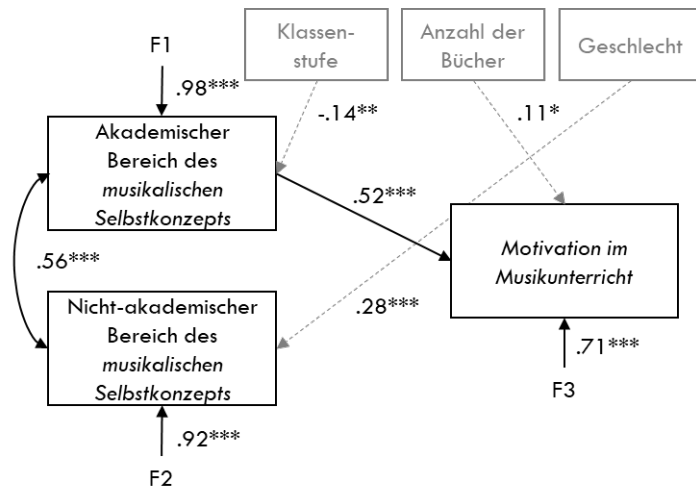 F1
Klassen-
stufe
Anzahl der
Bücher
Geschlecht
.98***
-.14**
.11*
Akademischer
Bereich des
musikalischen
Selbstkonzepts
.52***
Motivation im
Musikunterricht
.56***
Nicht-akademischer
Bereich des
musikalischen
Selbstkonzepts
.28***
.71***
F3
.92***
F2